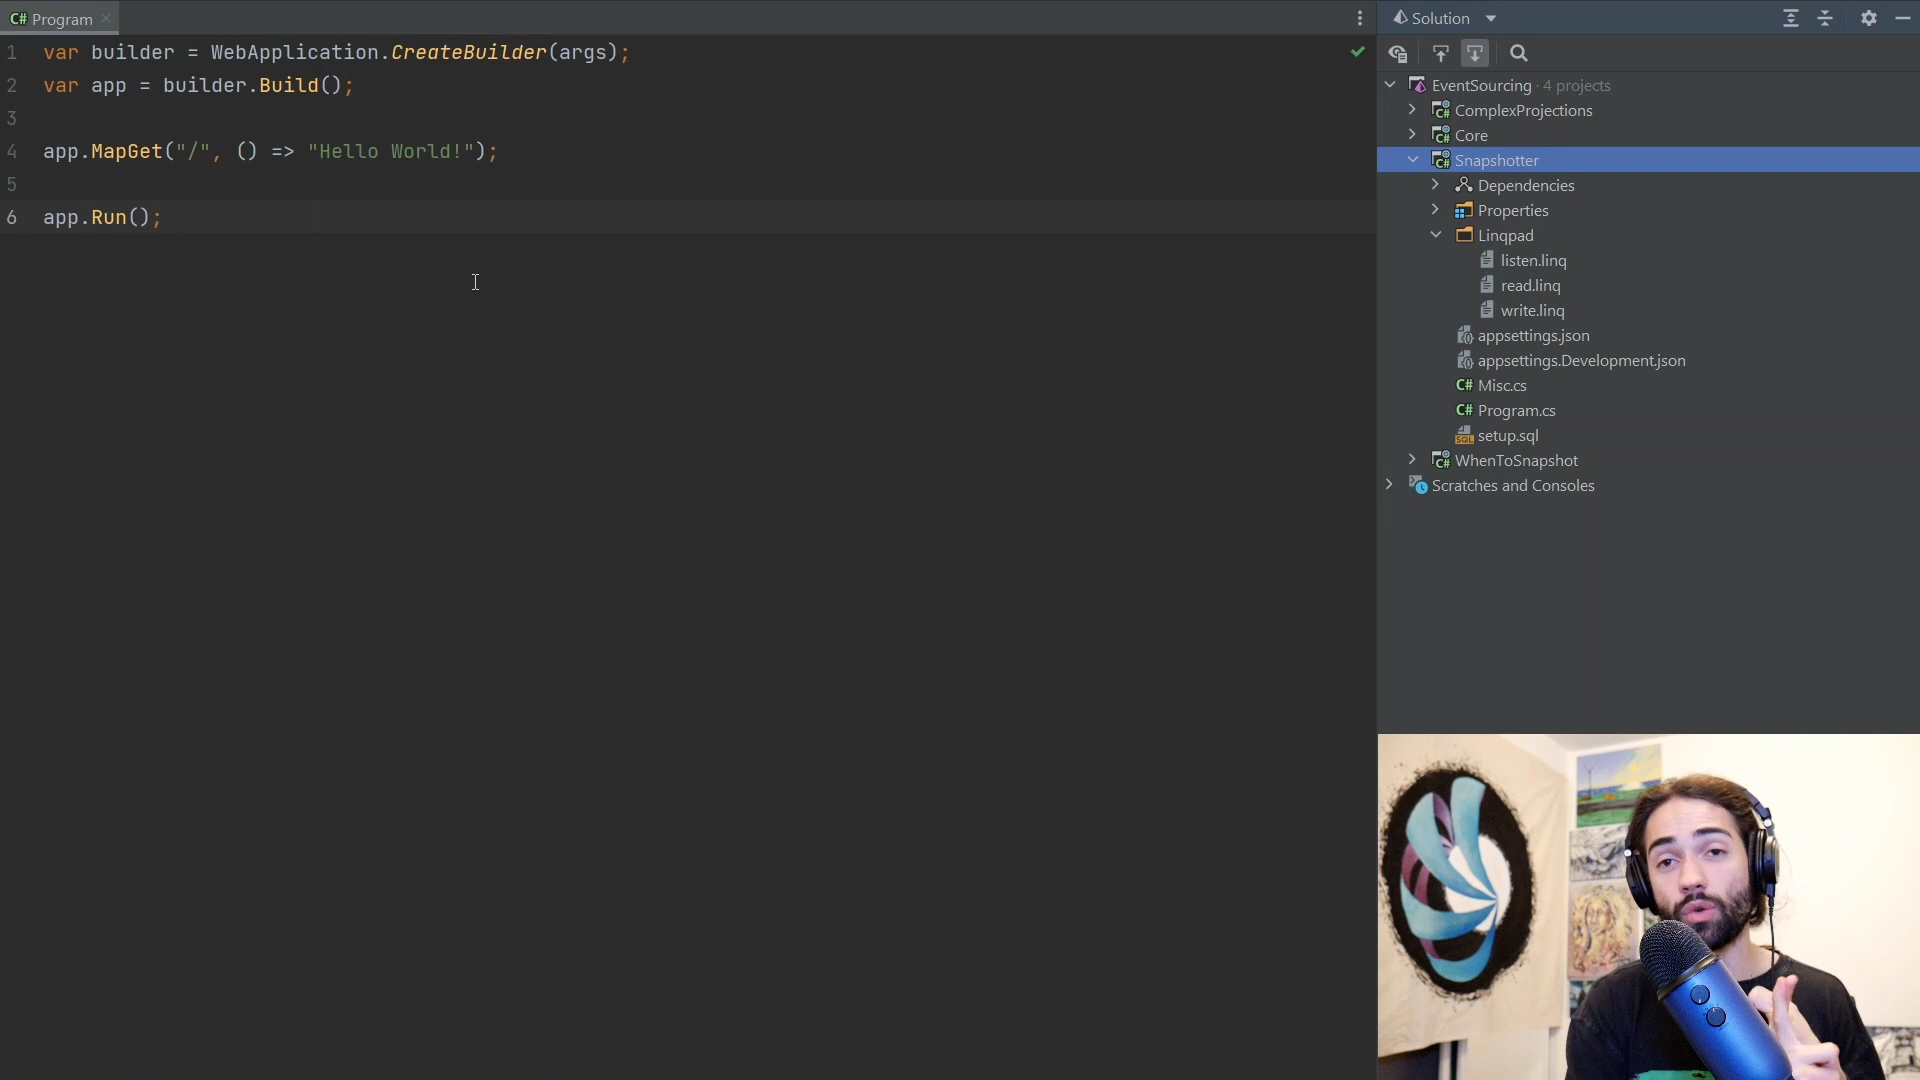 C# Program
1 var builder = WebApplication.CreateBuilder(args);
2 var app = builder.Build();
3
4 app.MapGet("/", () => "Hello World!");
5
6 app.Run();
Solution
EventSourcing · 4 projects
C# ComplexProjections
C# Core
C# Snapshotter
Dependencies
Properties
Linqpad
listen.linq
read.linq
write.linq
appsettings.json
appsettings.Development.json
C# Misc.cs
C# Program.cs
SQL setup.sql
C# WhenToSnapshot
Scratches and Consoles